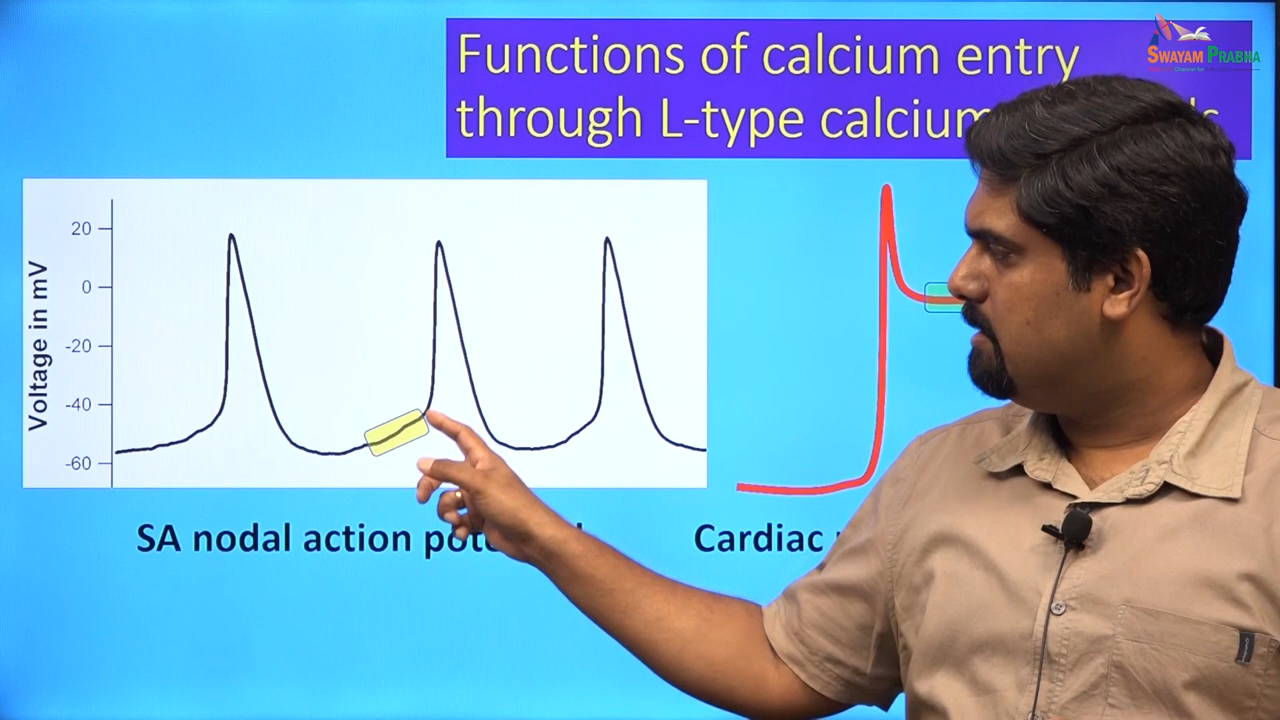 Functions of calcium entry
through L-type calcium
SWAYAM PRABHA
20
0
-20
-40
-60
Voltage in mV
SA nodal action
Cardiac